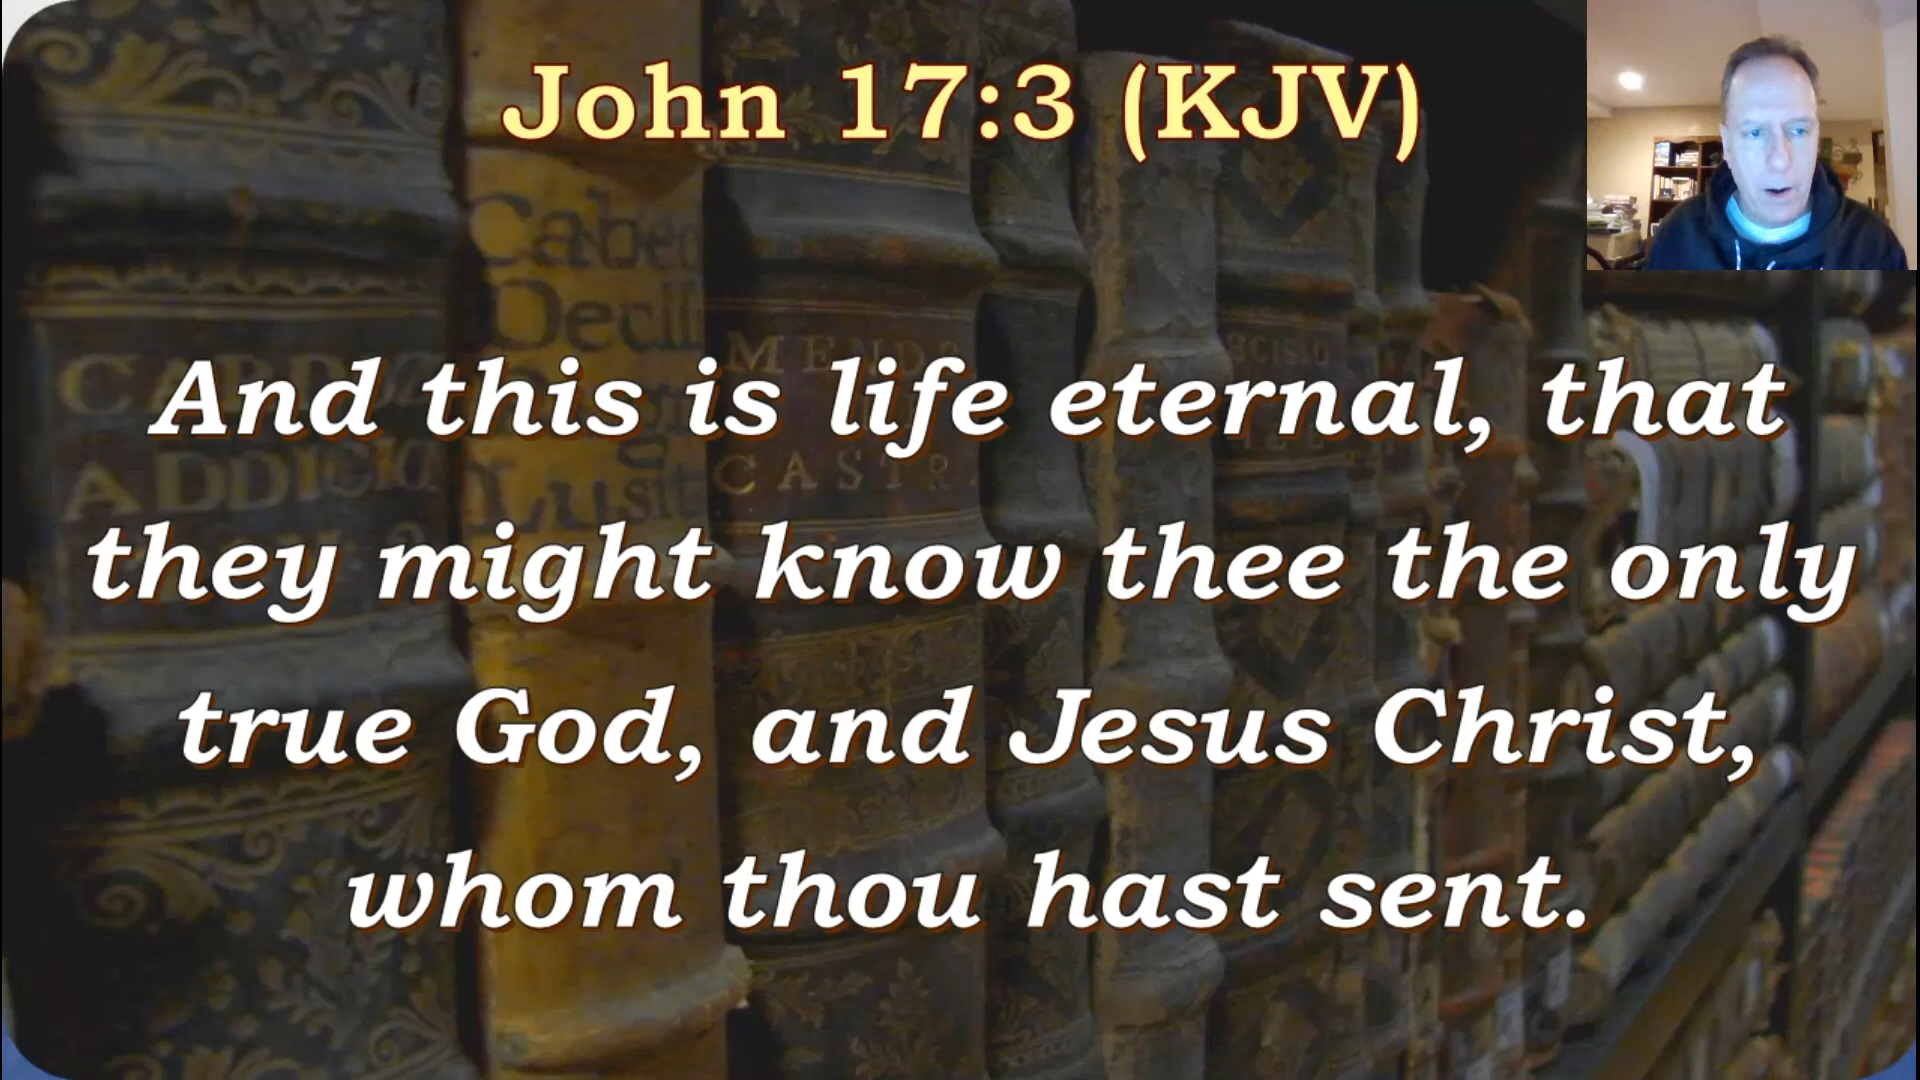 John 17:3 (KJV)
And this is life eternal, that
they might know thee the only
true God, and Jesus Christ,
whom thou hast sent.
CASTR.